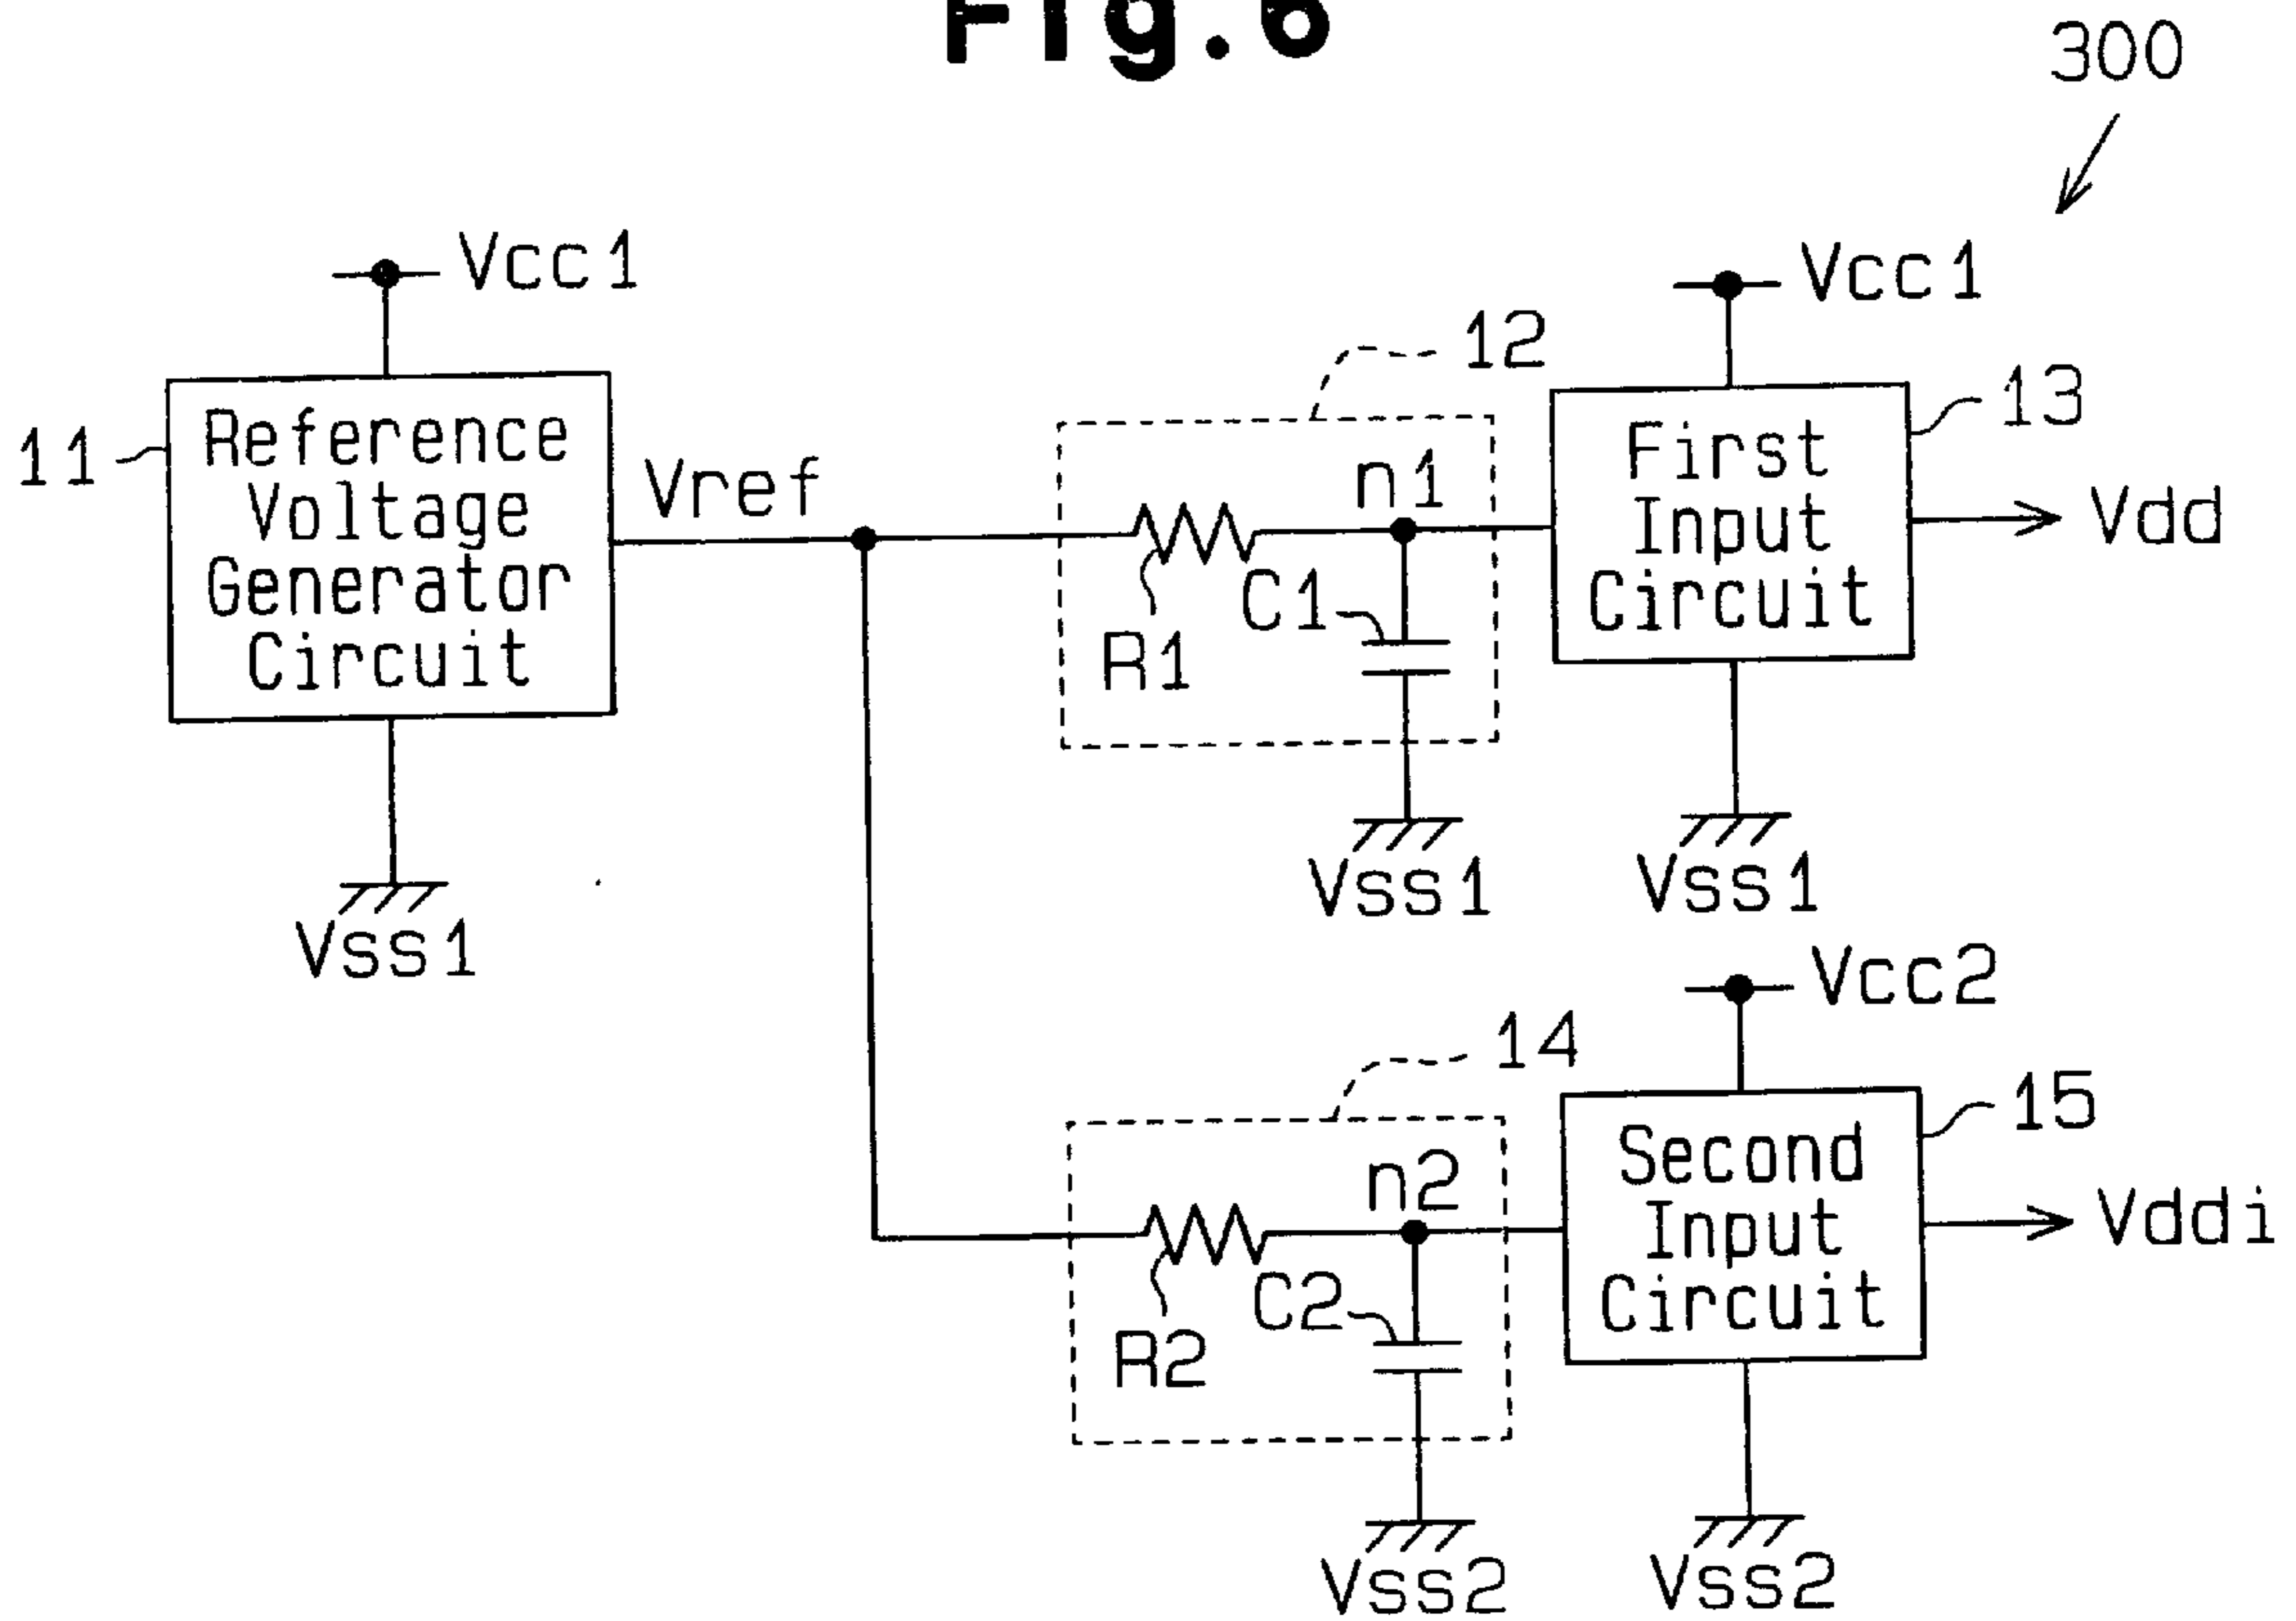 Fig.6
300
Vcc1
11
Reference
Voltage
Generator
Circuit
Vref
Vss1
12
n1
R1
C1
Vss1
Vcc1
13
First
Input
Circuit
Vdd
Vss1
14
n2
R2
C2
Vss2
Vcc2
15
Second
Input
Circuit
Vddi
Vss2